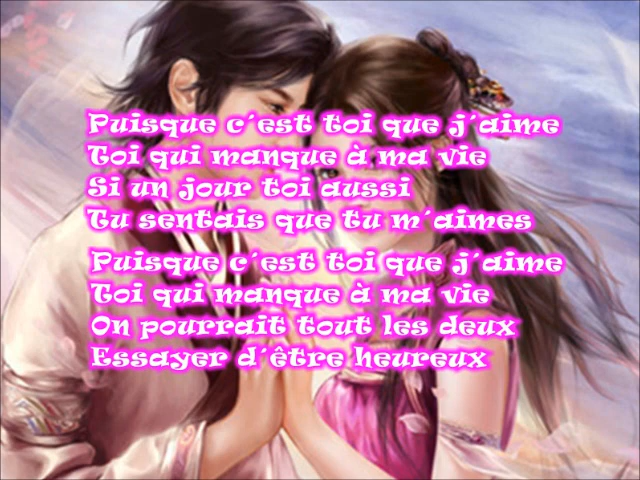 Puisque c´est toi que j´aime
Toi qui manque à ma vie
Si un jour toi aussi
Tu sentais que tu m´aimes
Puisque c´est toi que j´aime
Toi qui manque à ma vie
On pourrait tout les deux
Essayer d´être heureux